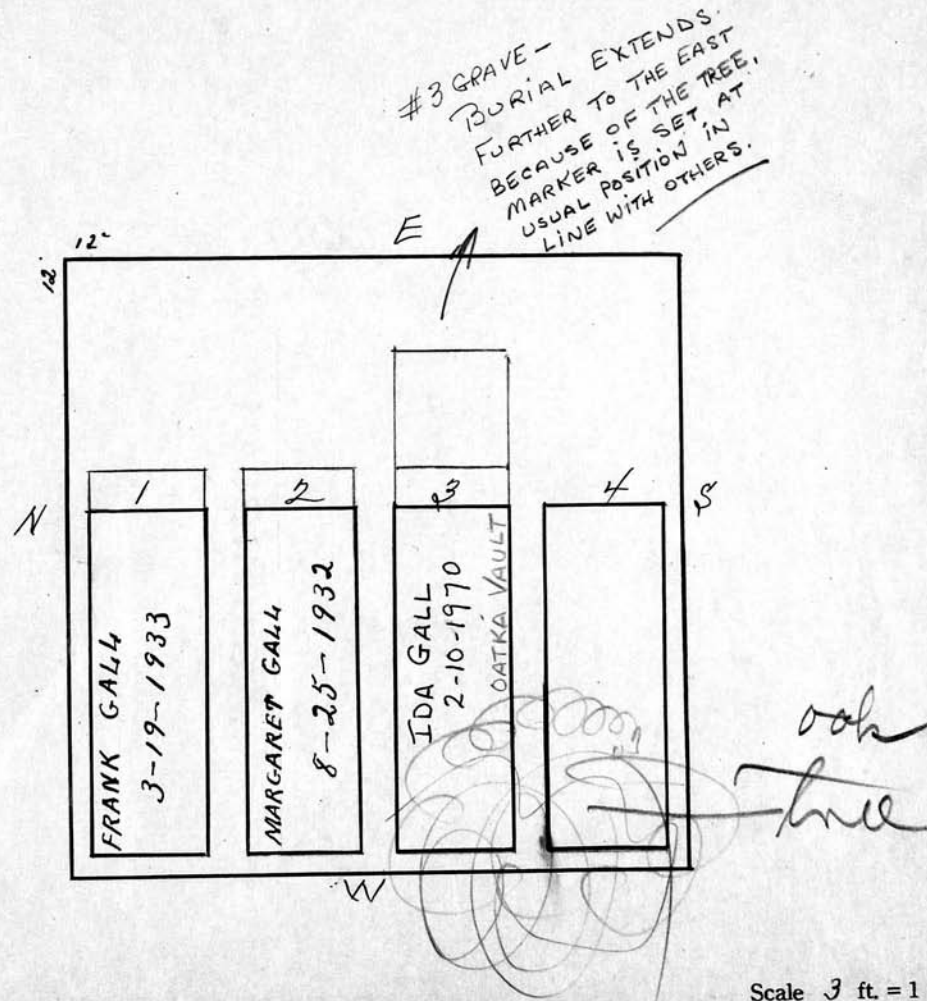 #3 GRAVE-
BURIAL EXTENDS
FURTHER TO THE EAST
BECAUSE OF THE TREE.
MARKER IS SET AT
USUAL POSITION IN
LINE WITH OTHERS.
E
12'
12'
N
1
2
3
4
S
FRANK GALL
3-19-1933
MARGARET GALL
8-25-1932
IDA GALL
2-10-1970
OATKA VAULT
oak
tree
W
Scale 3 ft. = 1